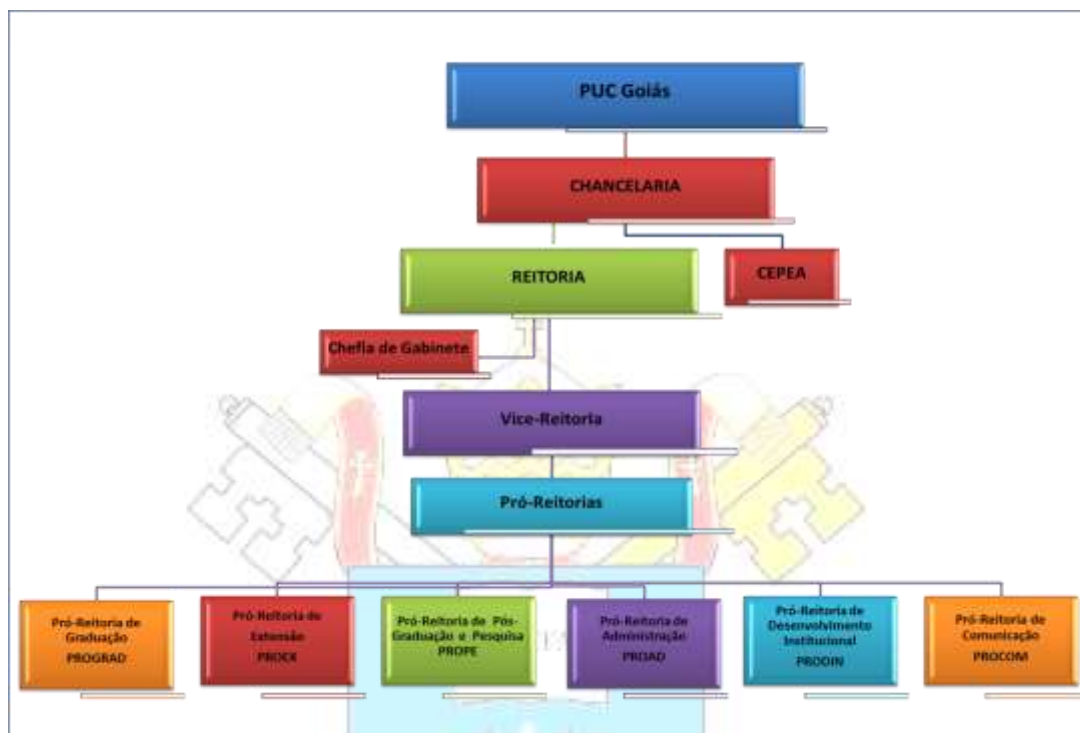 PUC Goiás
CHANCELARIA
REITORIA
CEPEA
Chefia de Gabinete
Vice-Reitoria
Pró-Reitorias
Pró-Reitoria de
Graduação
PROGRAD
Pró-Reitoria de
Extensão
PROEX
Pró-Reitoria de Pós-
Graduação e Pesquisa
PROPE
Pró-Reitoria de
Administração
PROAD
Pró-Reitoria de
Desenvolvimento
Institucional
PRODIN
Pró-Reitoria de
Comunicação
PROCOM